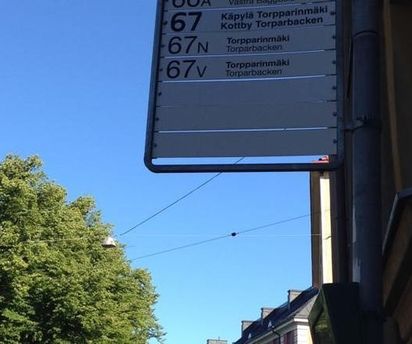 67 Käpylä Torpparinmäki
Kottby Torparbacken
67N Torpparinmäki
Torparbacken
67V Torpparinmäki
Torparbacken